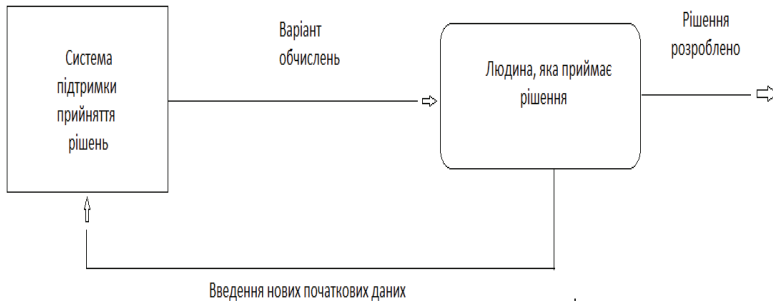 Система
підтримки
прийняття
рішень
Варіант
обчислень
Людина, яка приймає
рішення
Рішення
розроблено
Введення нових початкових даних